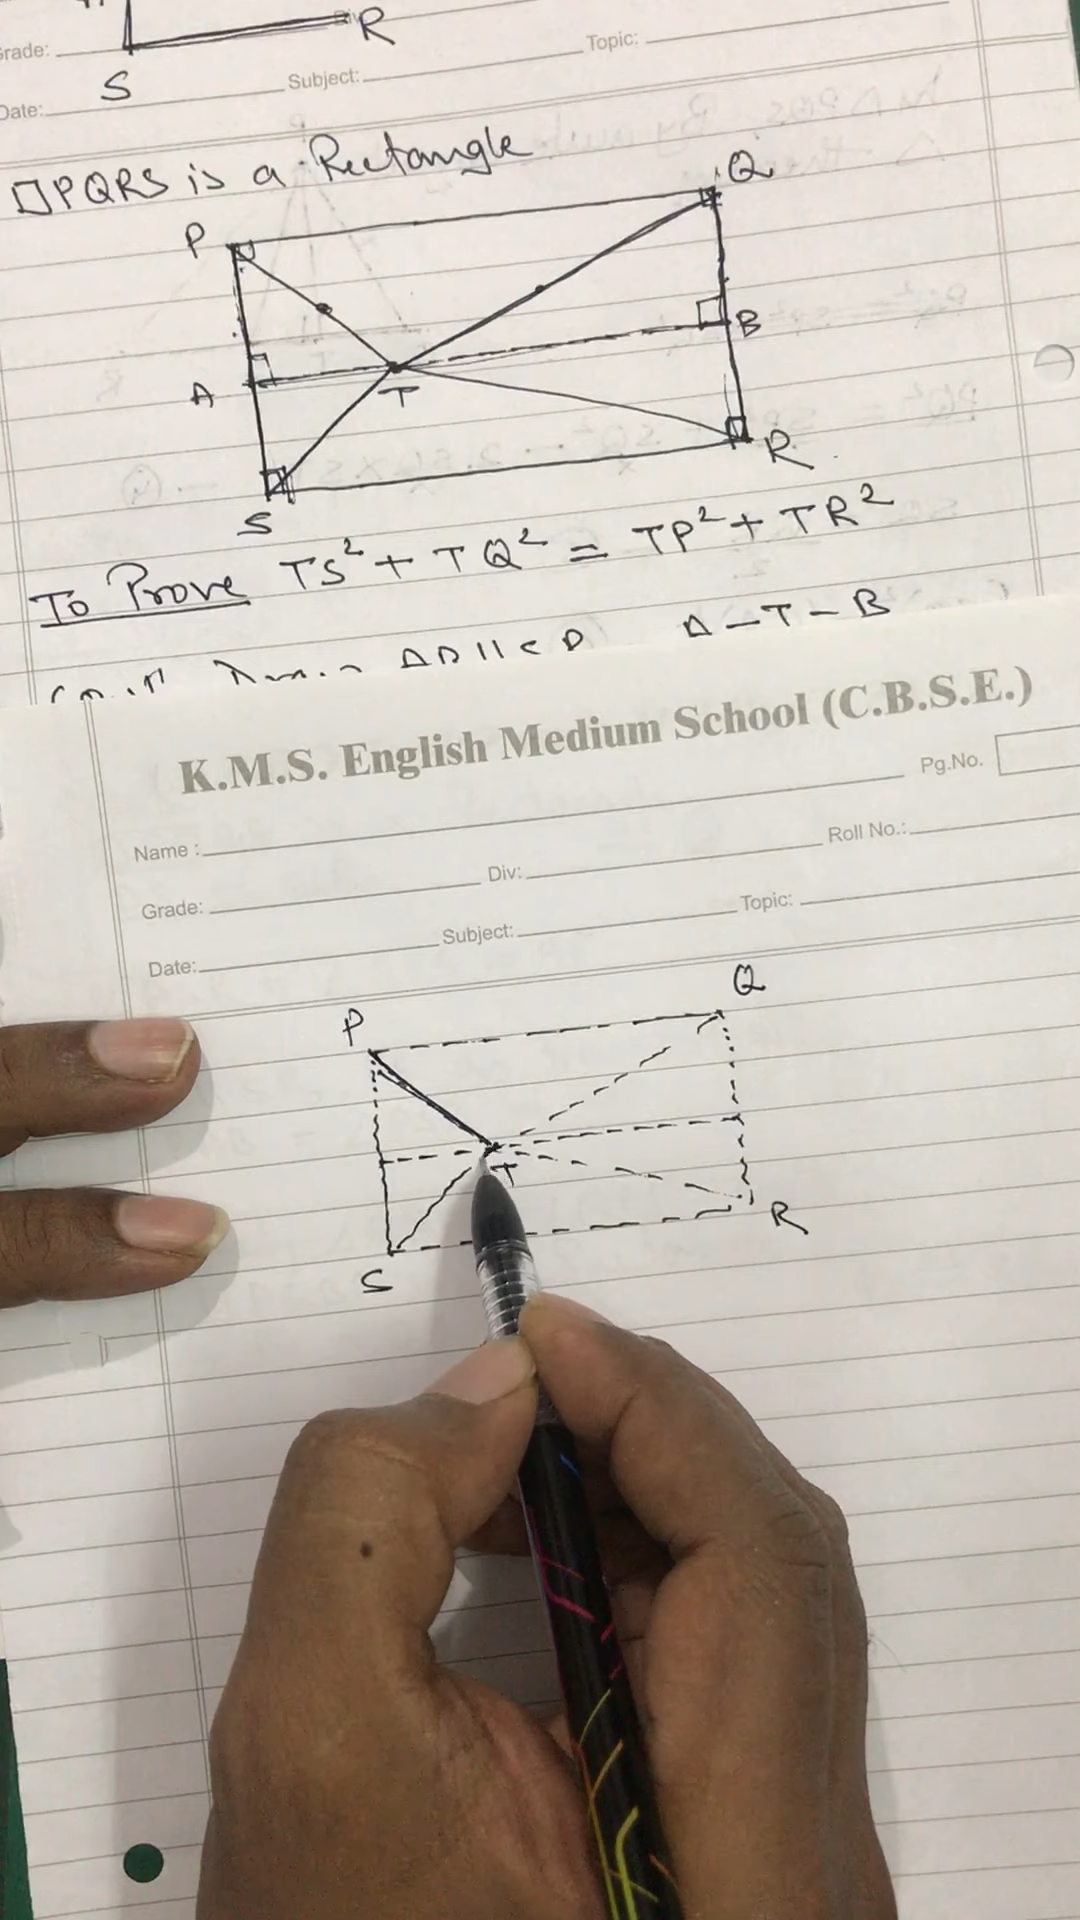 R
S
Grade:
Div
Topic:
Date:
Subject:
□PQRS is a Rectangle
P
Q
A
T
B
S
R
To Prove TS² + TQ² = TP² + TR²
A – T – B
K.M.S. English Medium School (C.B.S.E.)
Pg.No.
Name :
Roll No.:
Grade:
Div:
Topic:
Date:
Subject:
P
Q
T
R
S